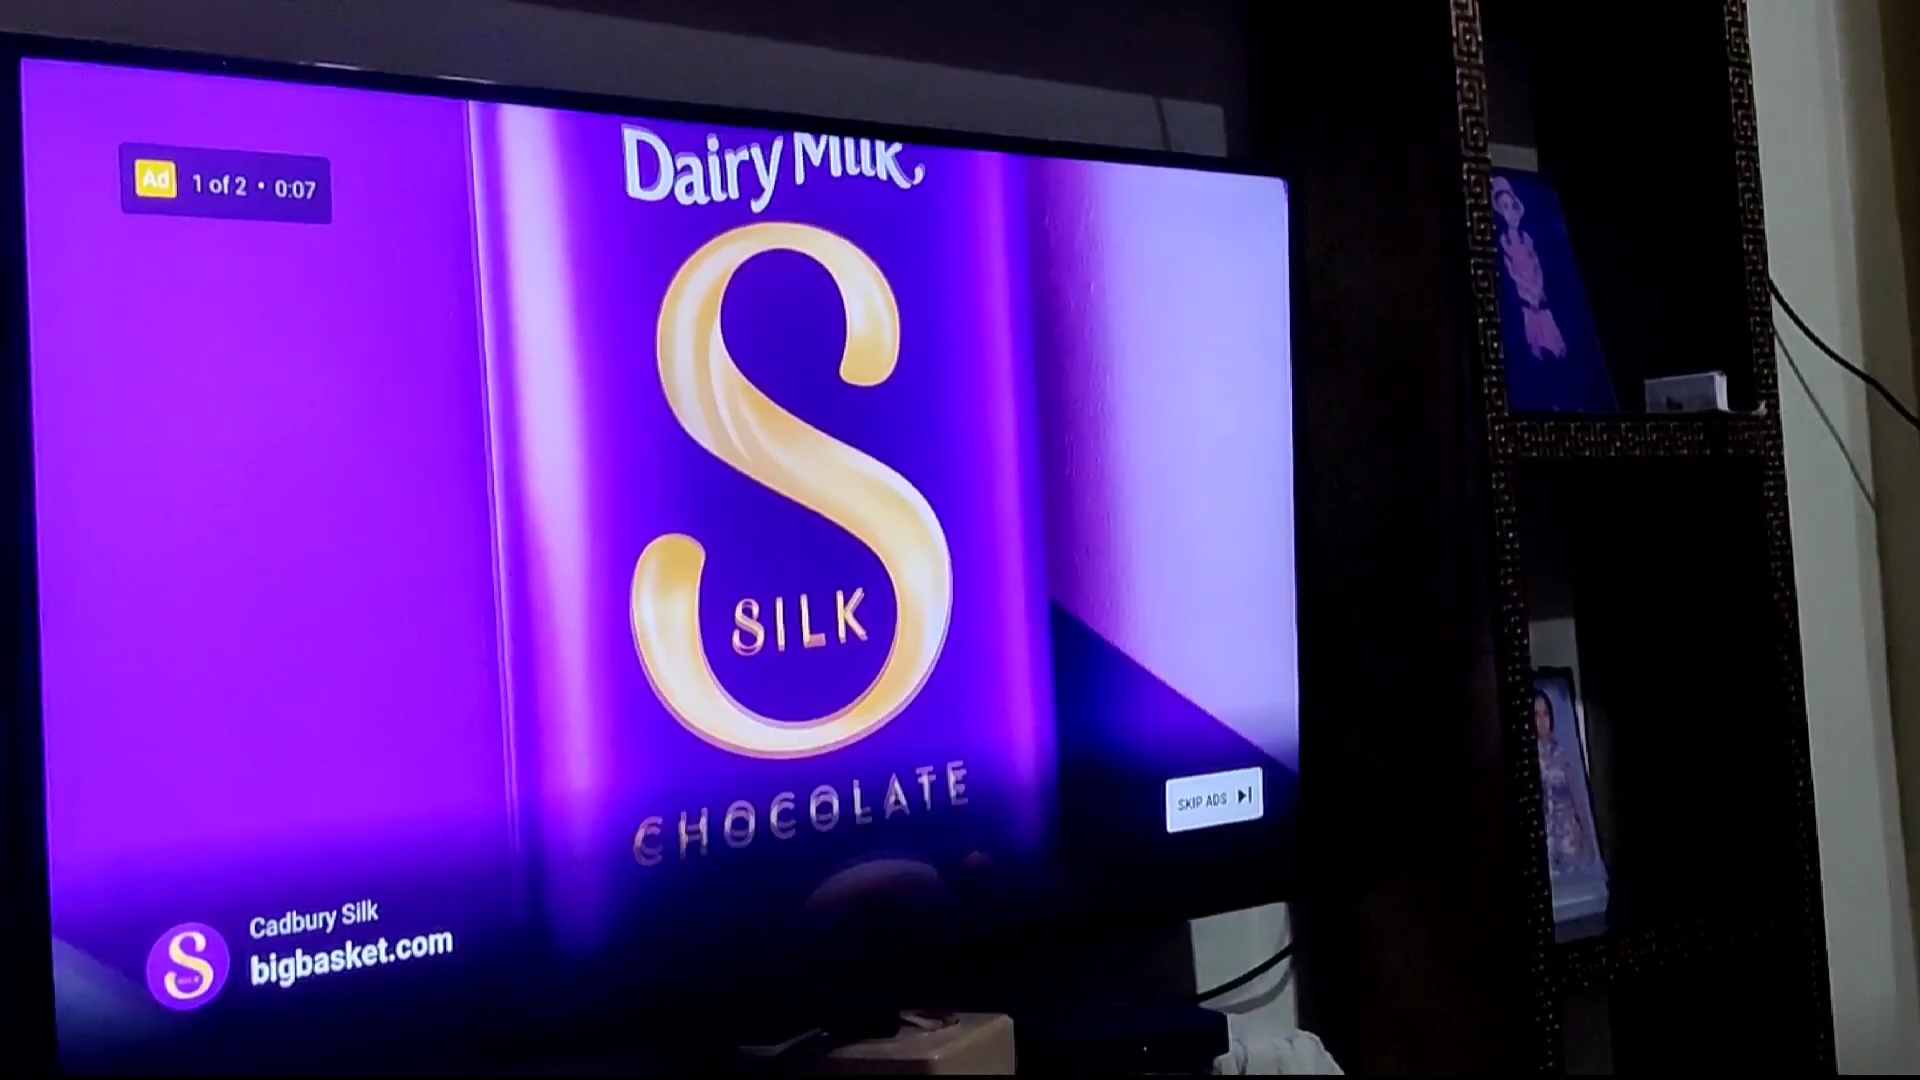 Ad 1 of 2 • 0:07
Dairy Milk
SILK
CHOCOLATE
SKIP ADS
Cadbury Silk
bigbasket.com